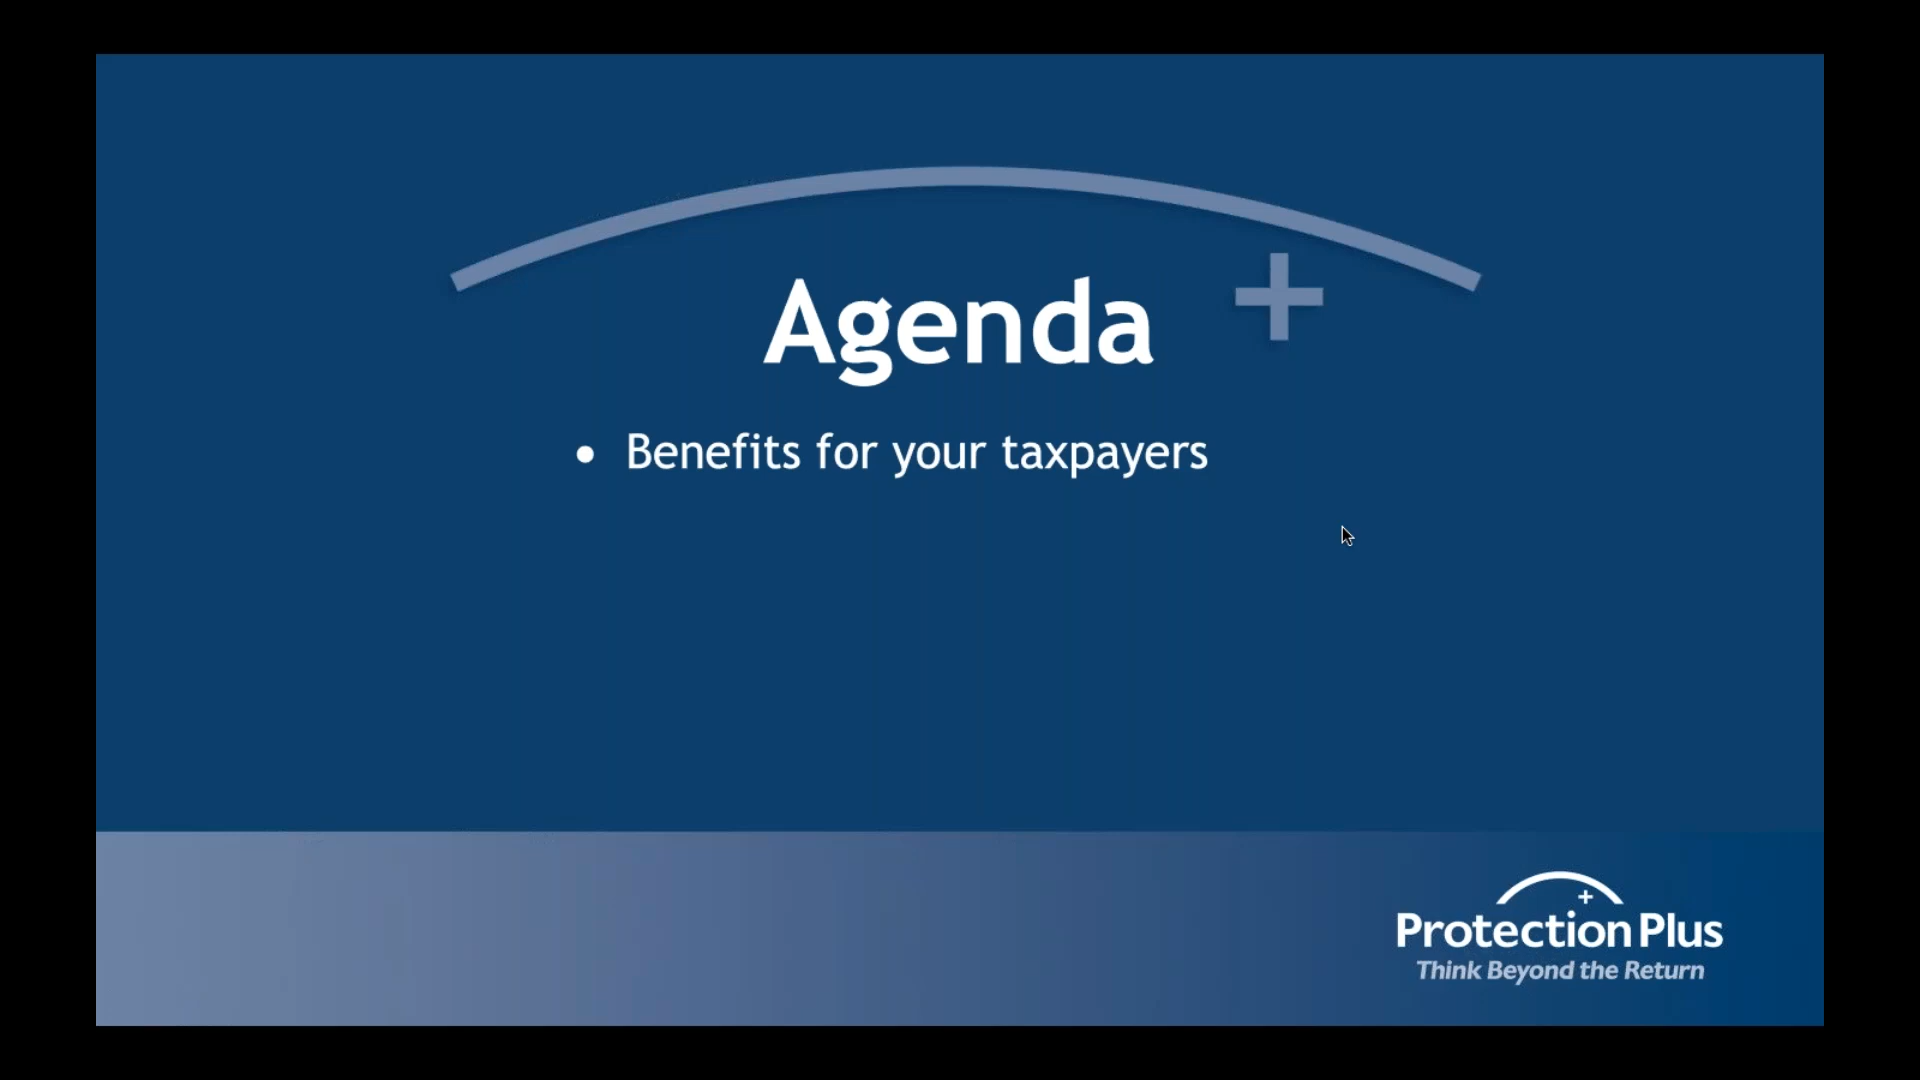 Agenda
• Benefits for your taxpayers
Protection Plus
Think Beyond the Return